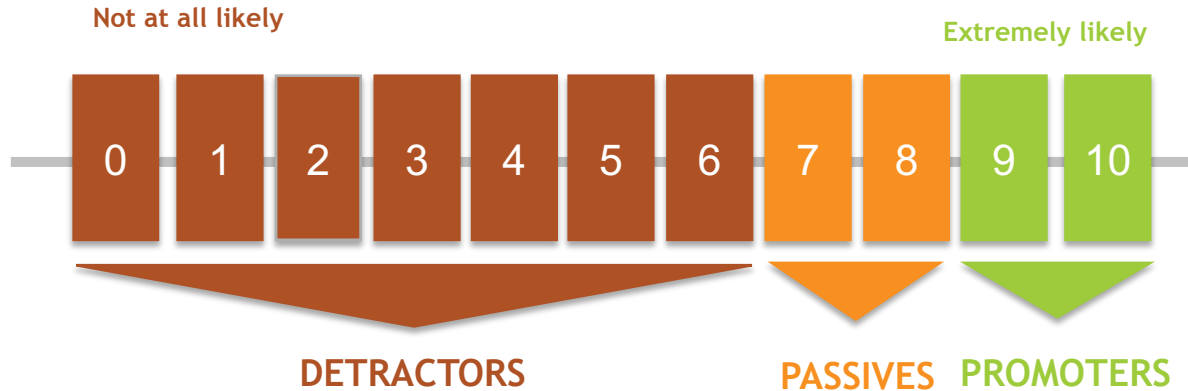 Not at all likely
Extremely likely
0 1 2 3 4 5 6 7 8 9 10
DETRACTORS PASSIVES PROMOTERS